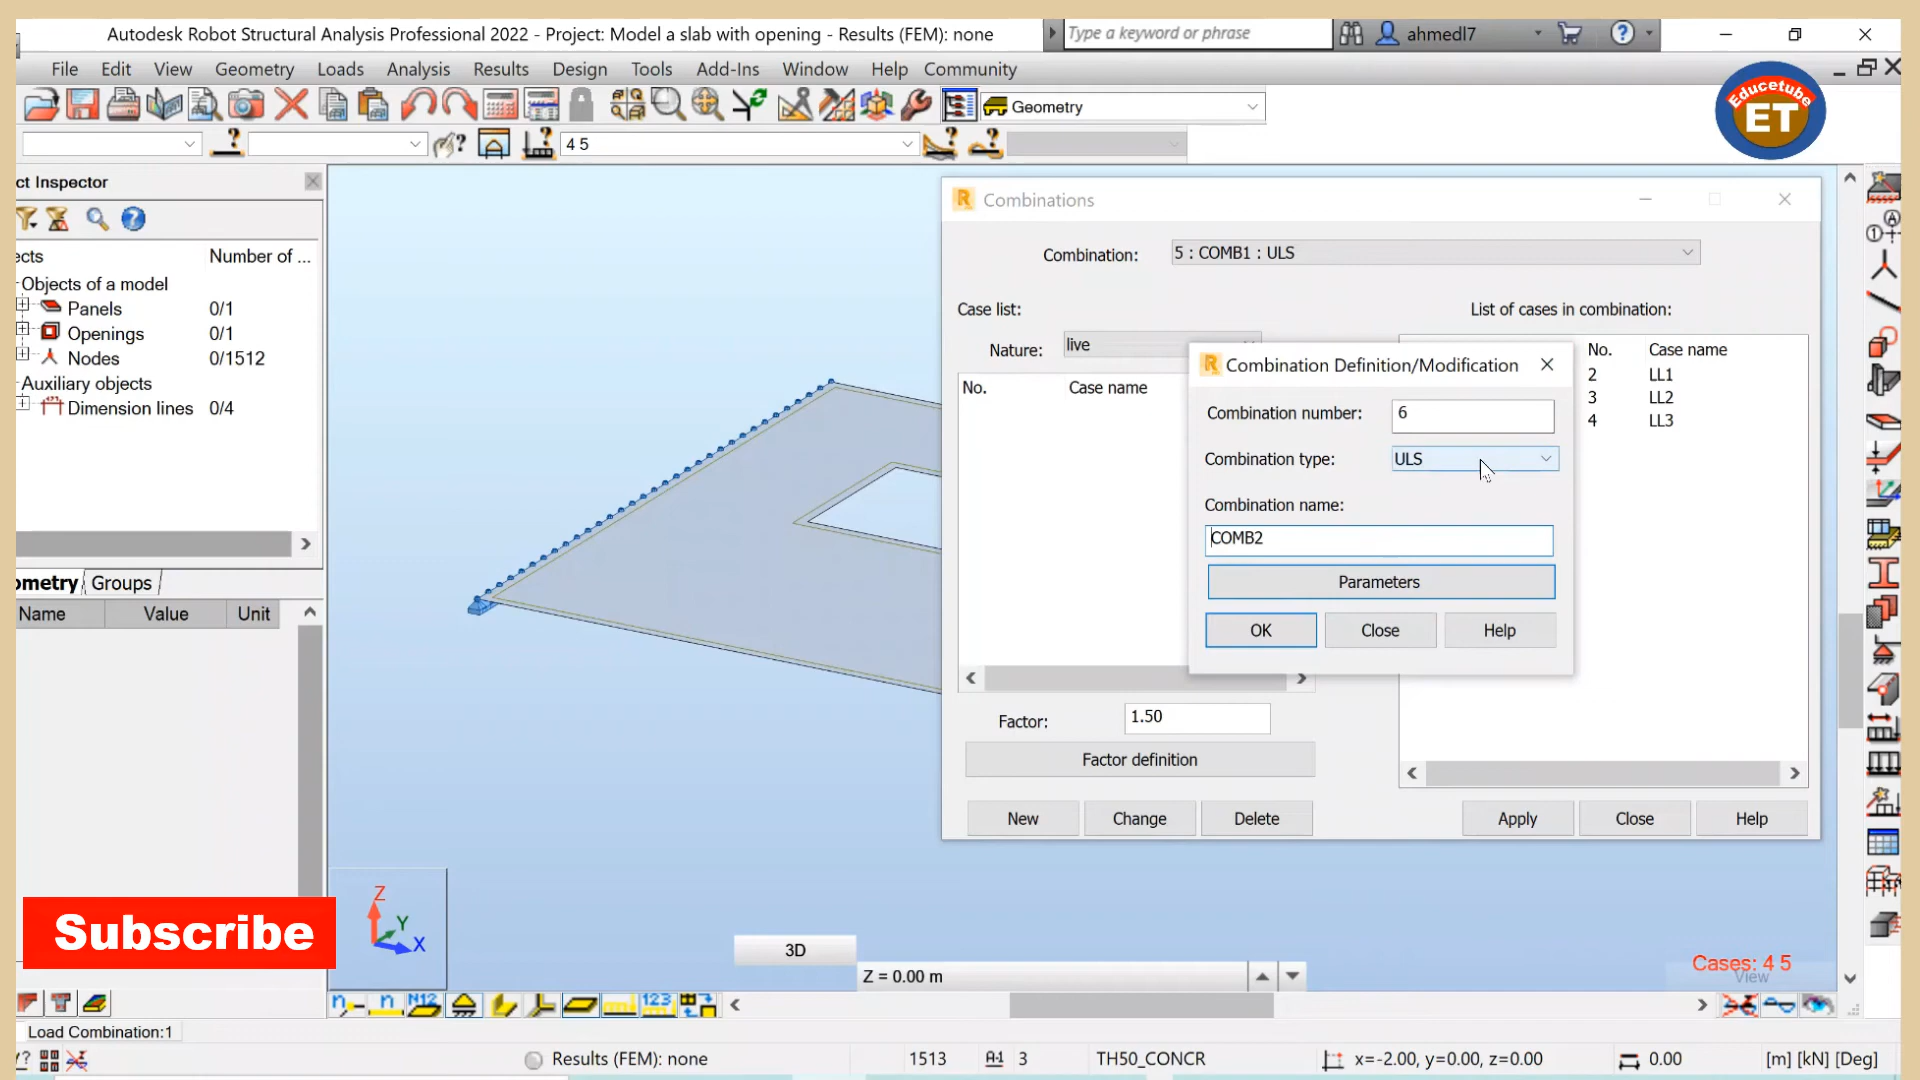 Autodesk Robot Structural Analysis Professional 2022 - Project: Model a slab with opening - Results (FEM): none
Type a keyword or phrase
ahmedl7
File Edit View Geometry Loads Analysis Results Design Tools Add-Ins Window Help Community
Geometry
4 5
Educetube
ET
ct Inspector
ects Number of ...
Objects of a model
Panels 0/1
Openings 0/1
Nodes 0/1512
Auxiliary objects
Dimension lines 0/4
ometry Groups
Name Value Unit
Combinations
Combination: 5 : COMB1 : ULS
Case list:
List of cases in combination:
Nature: live
No. Case name
No. Case name
2 LL1
3 LL2
4 LL3
Combination Definition/Modification
Combination number: 6
Combination type: ULS
Combination name:
COMB2
Parameters
OK Close Help
Factor: 1.50
Factor definition
New Change Delete Apply Close Help
Subscribe
Z
Y
X
3D
Z = 0.00 m
Cases: 4 5
View
Load Combination:1
Results (FEM): none
1513
3
TH50_CONCR
x=-2.00, y=0.00, z=0.00
0.00
[m] [kN] [Deg]